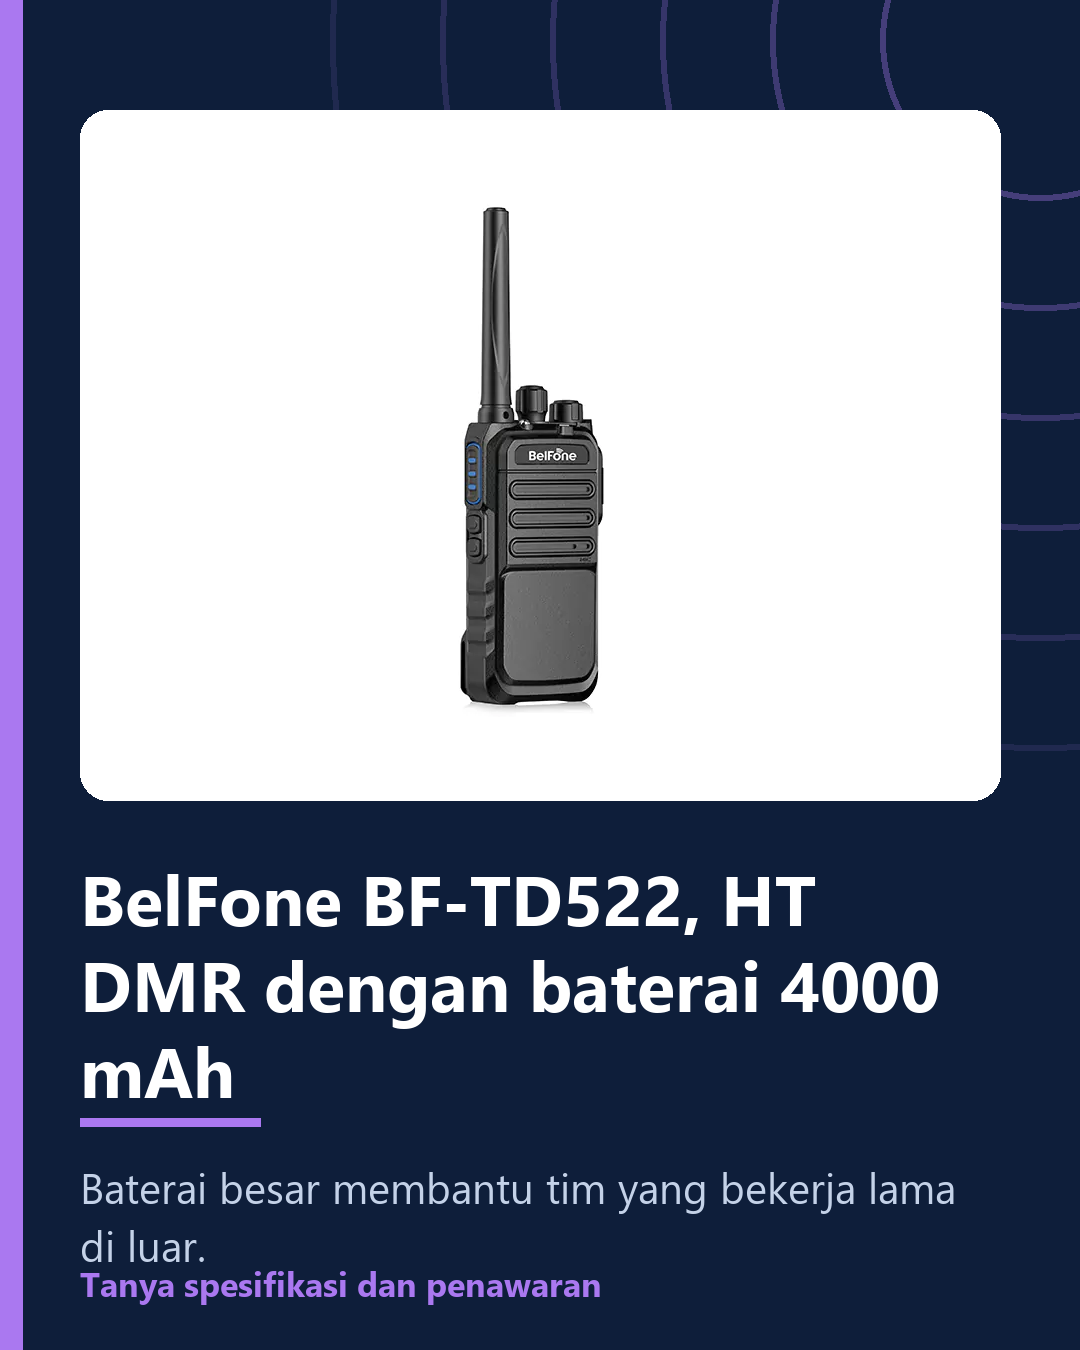 BelFone
BelFone BF-TD522, HT
DMR dengan baterai 4000
mAh
Baterai besar membantu tim yang bekerja lama
di luar.
Tanya spesifikasi dan penawaran